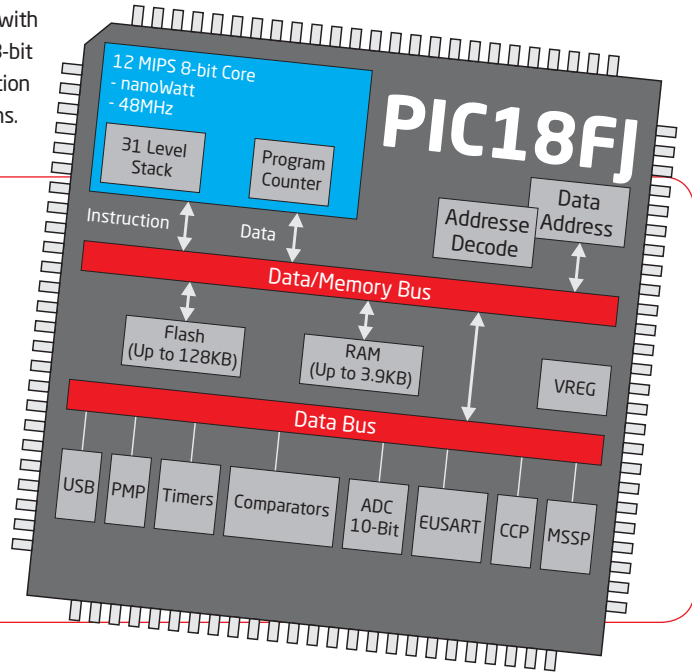 with
-bit
tion
ns.
12 MIPS 8-bit Core
- nanoWatt
- 48MHz
PIC18FJ
31 Level
Stack
Program
Counter
Data
Address
Addresse
Decode
Instruction
Data
Data/Memory Bus
Flash
(Up to 128KB)
RAM
(Up to 3.9KB)
VREG
Data Bus
USB
PMP
Timers
Comparators
ADC
10-Bit
EUSART
CCP
MSSP